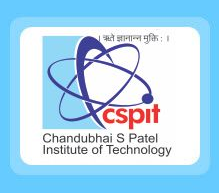 । ऋते ज्ञानान्न मुक्ति : ।
cspit
Chandubhai S Patel
Institute of Technology